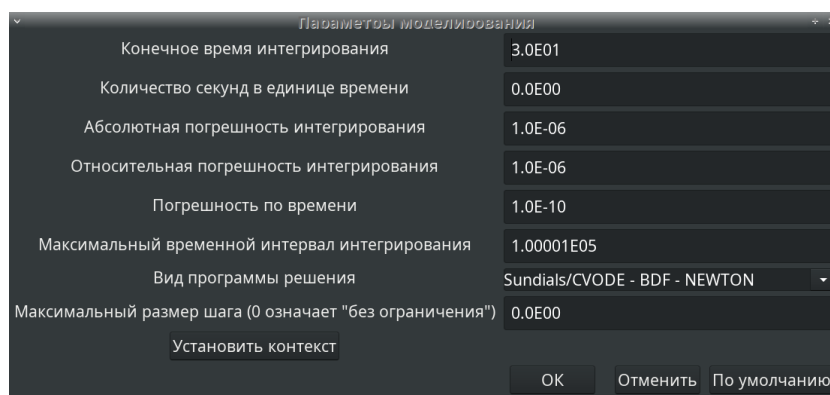 Параметры моделирования
Конечное время интегрирования 3.0E01
Количество секунд в единице времени 0.0E00
Абсолютная погрешность интегрирования 1.0E-06
Относительная погрешность интегрирования 1.0E-06
Погрешность по времени 1.0E-10
Максимальный временной интервал интегрирования 1.00001E05
Вид программы решения Sundials/CVODE - BDF - NEWTON
Максимальный размер шага (0 означает "без ограничения") 0.0E00
Установить контекст
ОК Отменить По умолчанию